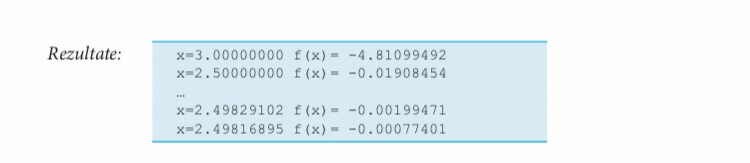 Rezultate:
x=3.00000000 f(x)= -4.81099492
x=2.50000000 f(x)= -0.01908454
...
x=2.49829102 f(x)= -0.00199471
x=2.49816895 f(x)= -0.00077401